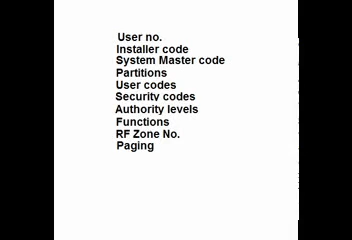 User no.
Installer code
System Master code
Partitions
User codes
Security codes
Authority levels
Functions
RF Zone No.
Paging